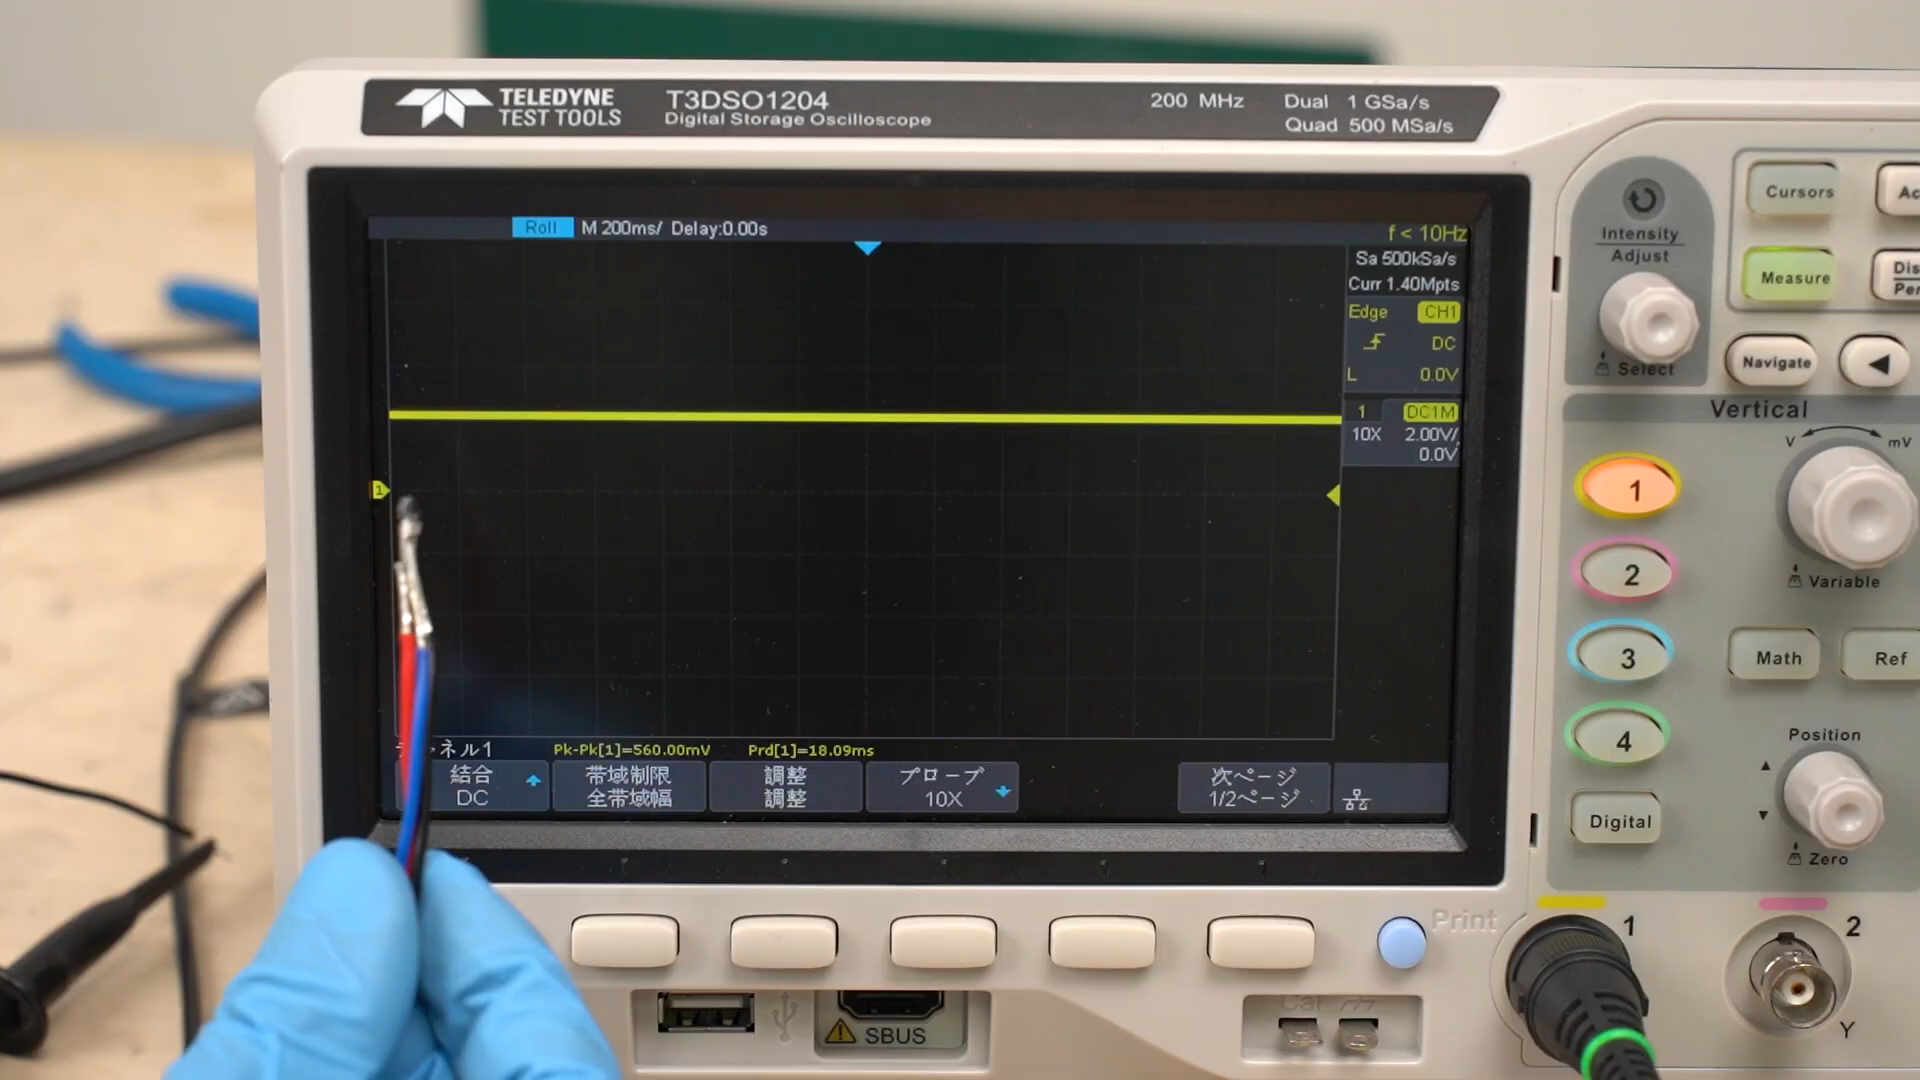 TELEDYNE
TEST TOOLS
T3DSO1204
Digital Storage Oscilloscope
200 MHz
Dual 1 GSa/s
Quad 500 MSa/s
Roll M 200ms/ Delay:0.00s
f < 10Hz
Sa 500kSa/s
Curr 1.40Mpts
Edge CH1
DC
L 0.0V
1 DC1M
10X 2.00V/
0.0V
1
ネル1
Pk-Pk[1]=560.00mV
Prd[1]=18.09ms
結合
DC
帯域制限
全帯域幅
調整
調整
プローブ
10X
次ページ
1/2ページ
Intensity
Adjust
Select
Cursors
Measure
Navigate
Vertical
V
mV
Variable
1
2
3
4
Math
Ref
Position
Zero
Digital
Print
SBUS
Cal
1
2
Y